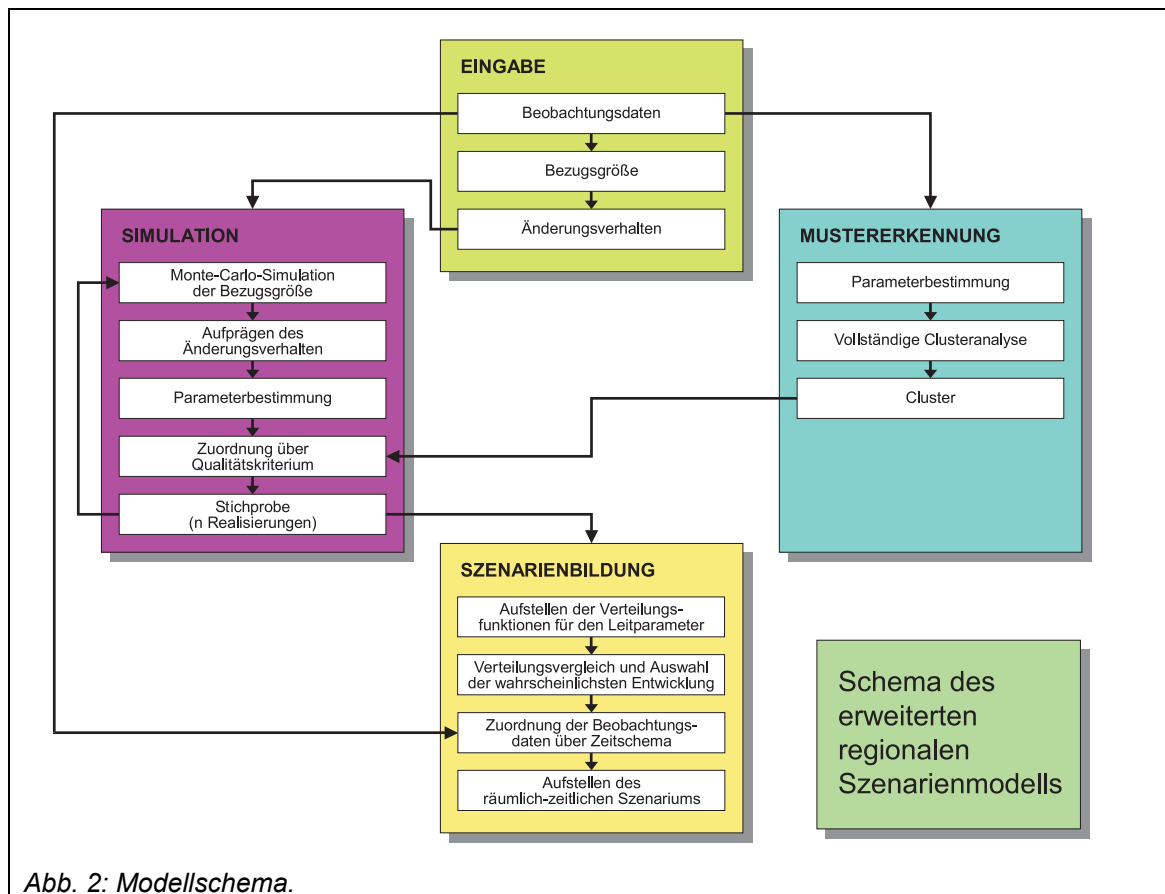 EINGABE
Beobachtungsdaten
Bezugsgröße
Änderungsverhalten
SIMULATION
Monte-Carlo-Simulation
der Bezugsgröße
Aufprägen des
Änderungsverhalten
Parameterbestimmung
Zuordnung über
Qualitätskriterium
Stichprobe
(n Realisierungen)
MUSTERERKENNUNG
Parameterbestimmung
Vollständige Clusteranalyse
Cluster
SZENARIENBILDUNG
Aufstellen der Verteilungs-
funktionen für den Leitparameter
Verteilungsvergleich und Auswahl
der wahrscheinlichsten Entwicklung
Zuordnung der Beobachtungs-
daten über Zeitschema
Aufstellen des
räumlich-zeitlichen Szenariums
Schema des
erweiterten
regionalen
Szenarienmodells
Abb. 2: Modellschema.